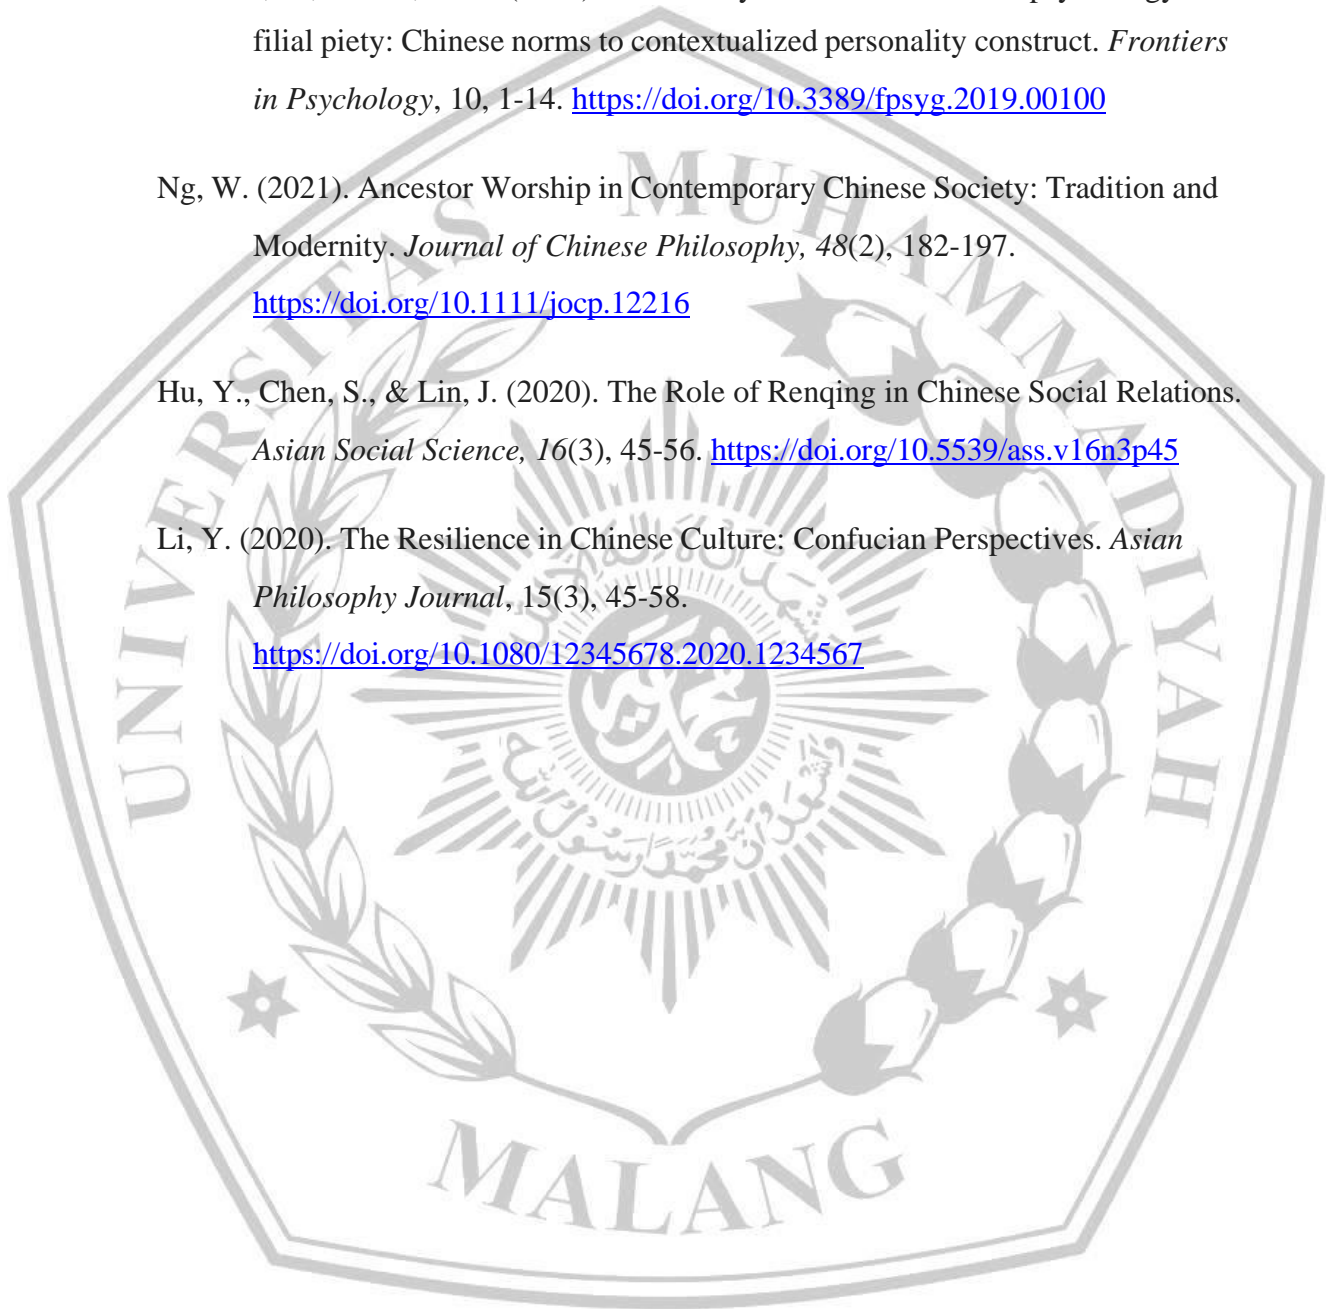 filial piety: Chinese norms to contextualized personality construct. Frontiers
in Psychology, 10, 1-14. https://doi.org/10.3389/fpsyg.2019.00100
Ng, W. (2021). Ancestor Worship in Contemporary Chinese Society: Tradition and
Modernity. Journal of Chinese Philosophy, 48(2), 182-197.
https://doi.org/10.1111/jocp.12216
Hu, Y., Chen, S., & Lin, J. (2020). The Role of Renqing in Chinese Social Relations.
Asian Social Science, 16(3), 45-56. https://doi.org/10.5539/ass.v16n3p45
Li, Y. (2020). The Resilience in Chinese Culture: Confucian Perspectives. Asian
Philosophy Journal, 15(3), 45-58.
https://doi.org/10.1080/12345678.2020.1234567
UNIVERSITAS MUHAMMADIYAH
MALANG